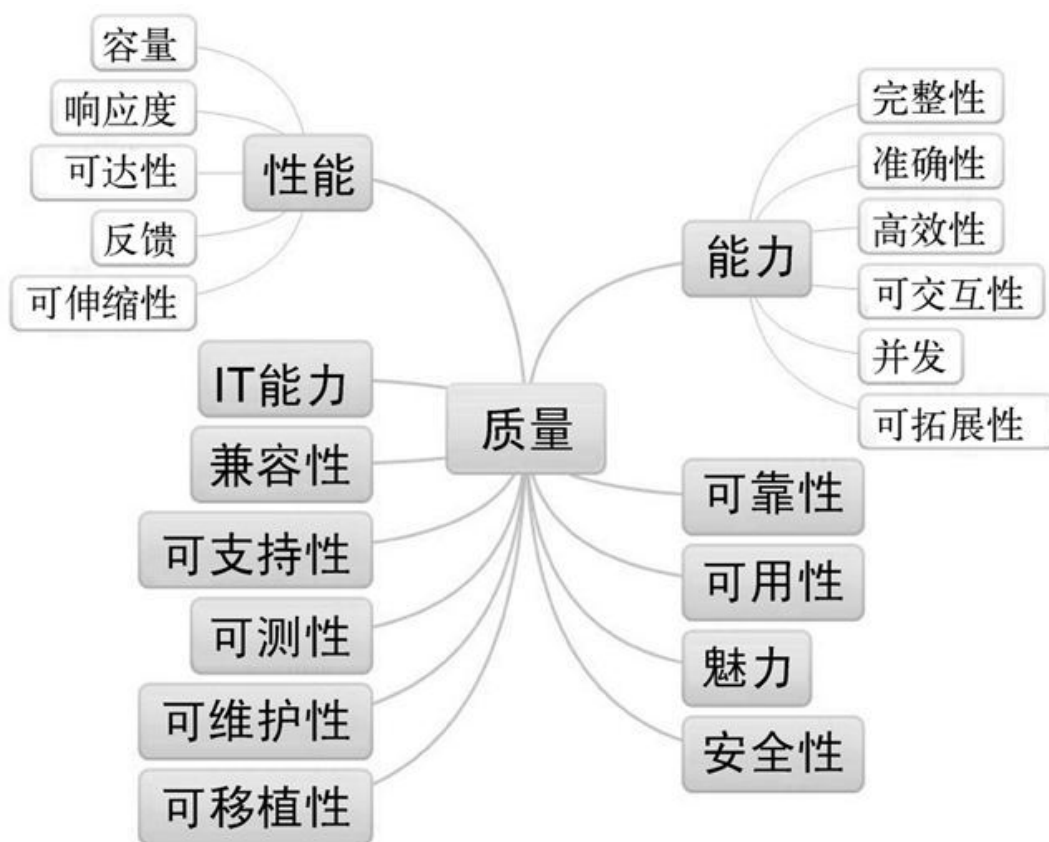 容量
响应度
可达性
反馈
可伸缩性
性能
IT能力
兼容性
可支持性
可测性
可维护性
可移植性
质量
能力
完整性
准确性
高效性
可交互性
并发
可拓展性
可靠性
可用性
魅力
安全性